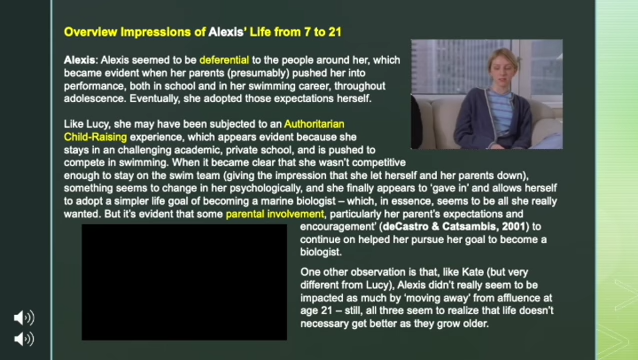 Overview Impressions of Alexis' Life from 7 to 21
Alexis: Alexis seemed to be deferential to the people around her, which
became evident when her parents (presumably) pushed her into
performance, both in school and in her swimming career, throughout
adolescence. Eventually, she adopted those expectations herself.
Like Lucy, she may have been subjected to an Authoritarian
Child-Raising experience, which appears evident because she
stays in an challenging academic, private school, and is pushed to
compete in swimming. When it became clear that she wasn't competitive
enough to stay on the swim team (giving the impression that she let herself and her parents down),
something seems to change in her psychologically, and she finally appears to 'gave in' and allows herself
to adopt a simpler life goal of becoming a marine biologist – which, in essence, seems to be all she really
wanted. But it's evident that some parental involvement, particularly her parent's expectations and
encouragement' (deCastro & Catsambis, 2001) to
continue on helped her pursue her goal to become a
biologist.
One other observation is that, like Kate (but very
different from Lucy), Alexis didn't really seem to be
impacted as much by 'moving away' from affluence at
age 21 – still, all three seem to realize that life doesn't
necessary get better as they grow older.